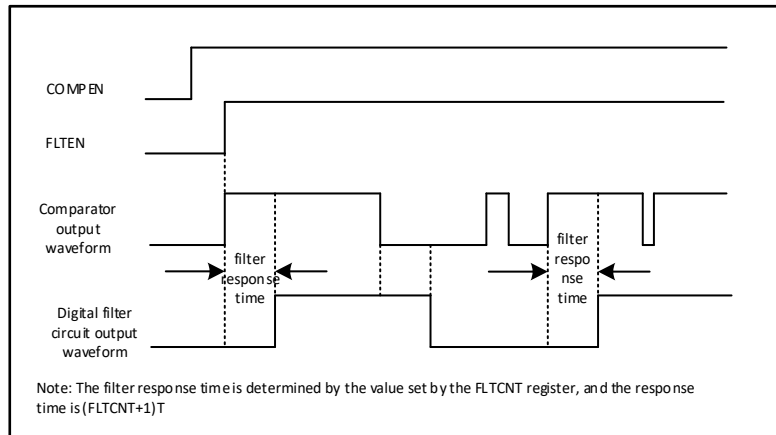 COMPEN
FLTEN
Comparator
output
waveform
filter
response
time
filter
respo
nse
time
Digital filter
circuit output
waveform
Note: The filter response time is determined by the value set by the FLTCNT register, and the response
time is (FLTCNT+1)T